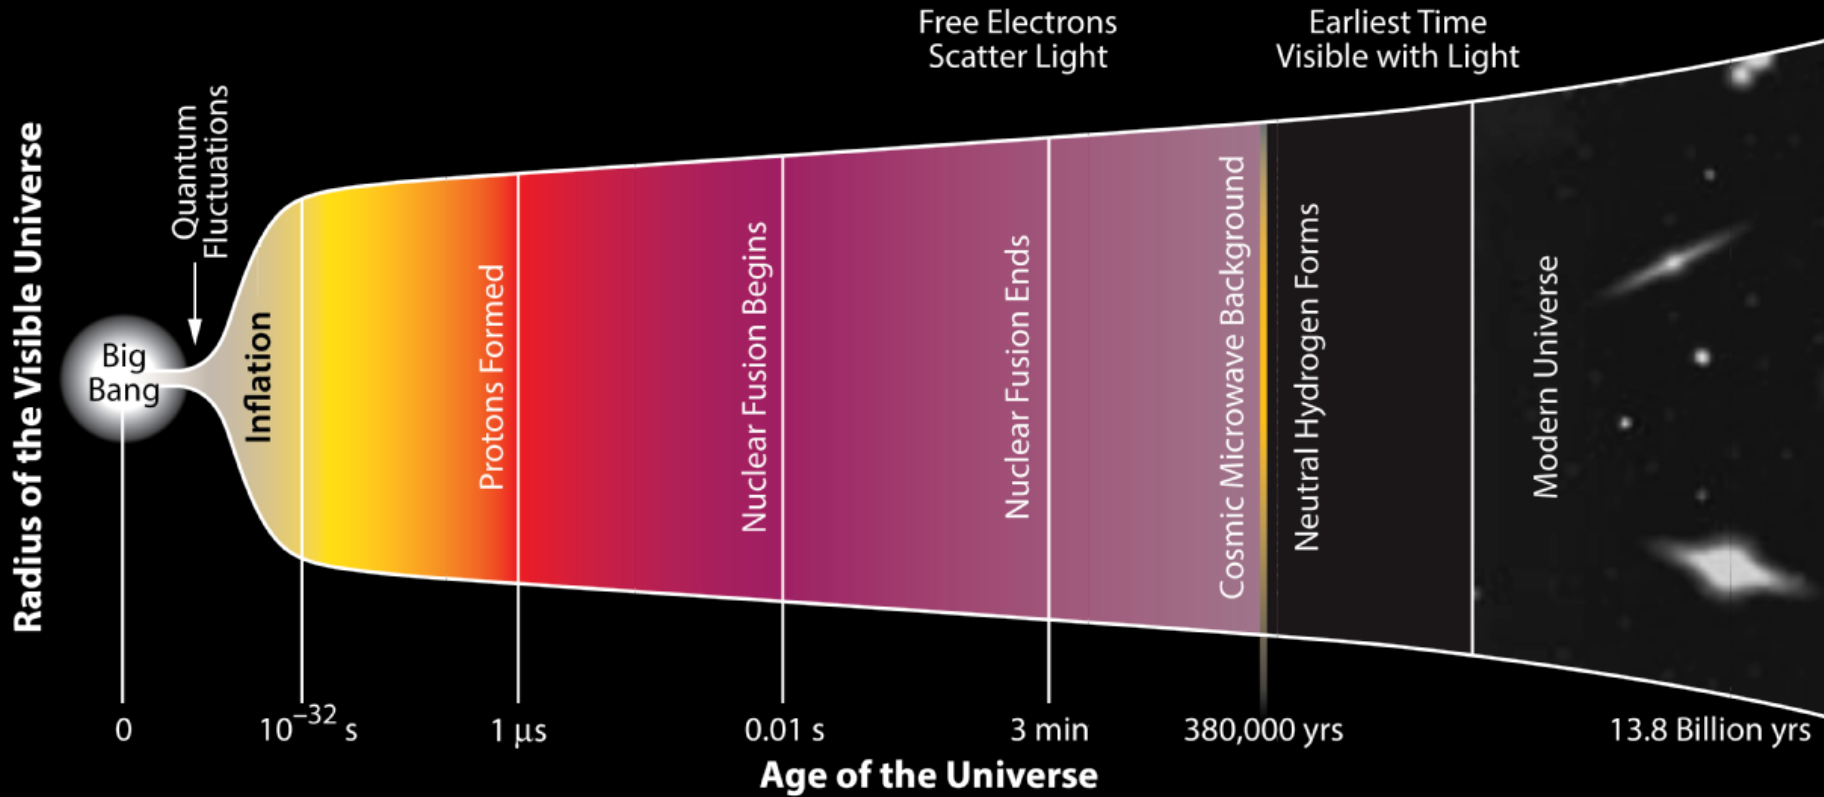 Free Electrons
Scatter Light
Earliest Time
Visible with Light
Radius of the Visible Universe
Quantum
Fluctuations
Big
Bang
Inflation
Protons Formed
Nuclear Fusion Begins
Nuclear Fusion Ends
Cosmic Microwave Background
Neutral Hydrogen Forms
Modern Universe
0
10⁻³² s
1 µs
0.01 s
3 min
380,000 yrs
13.8 Billion yrs
Age of the Universe